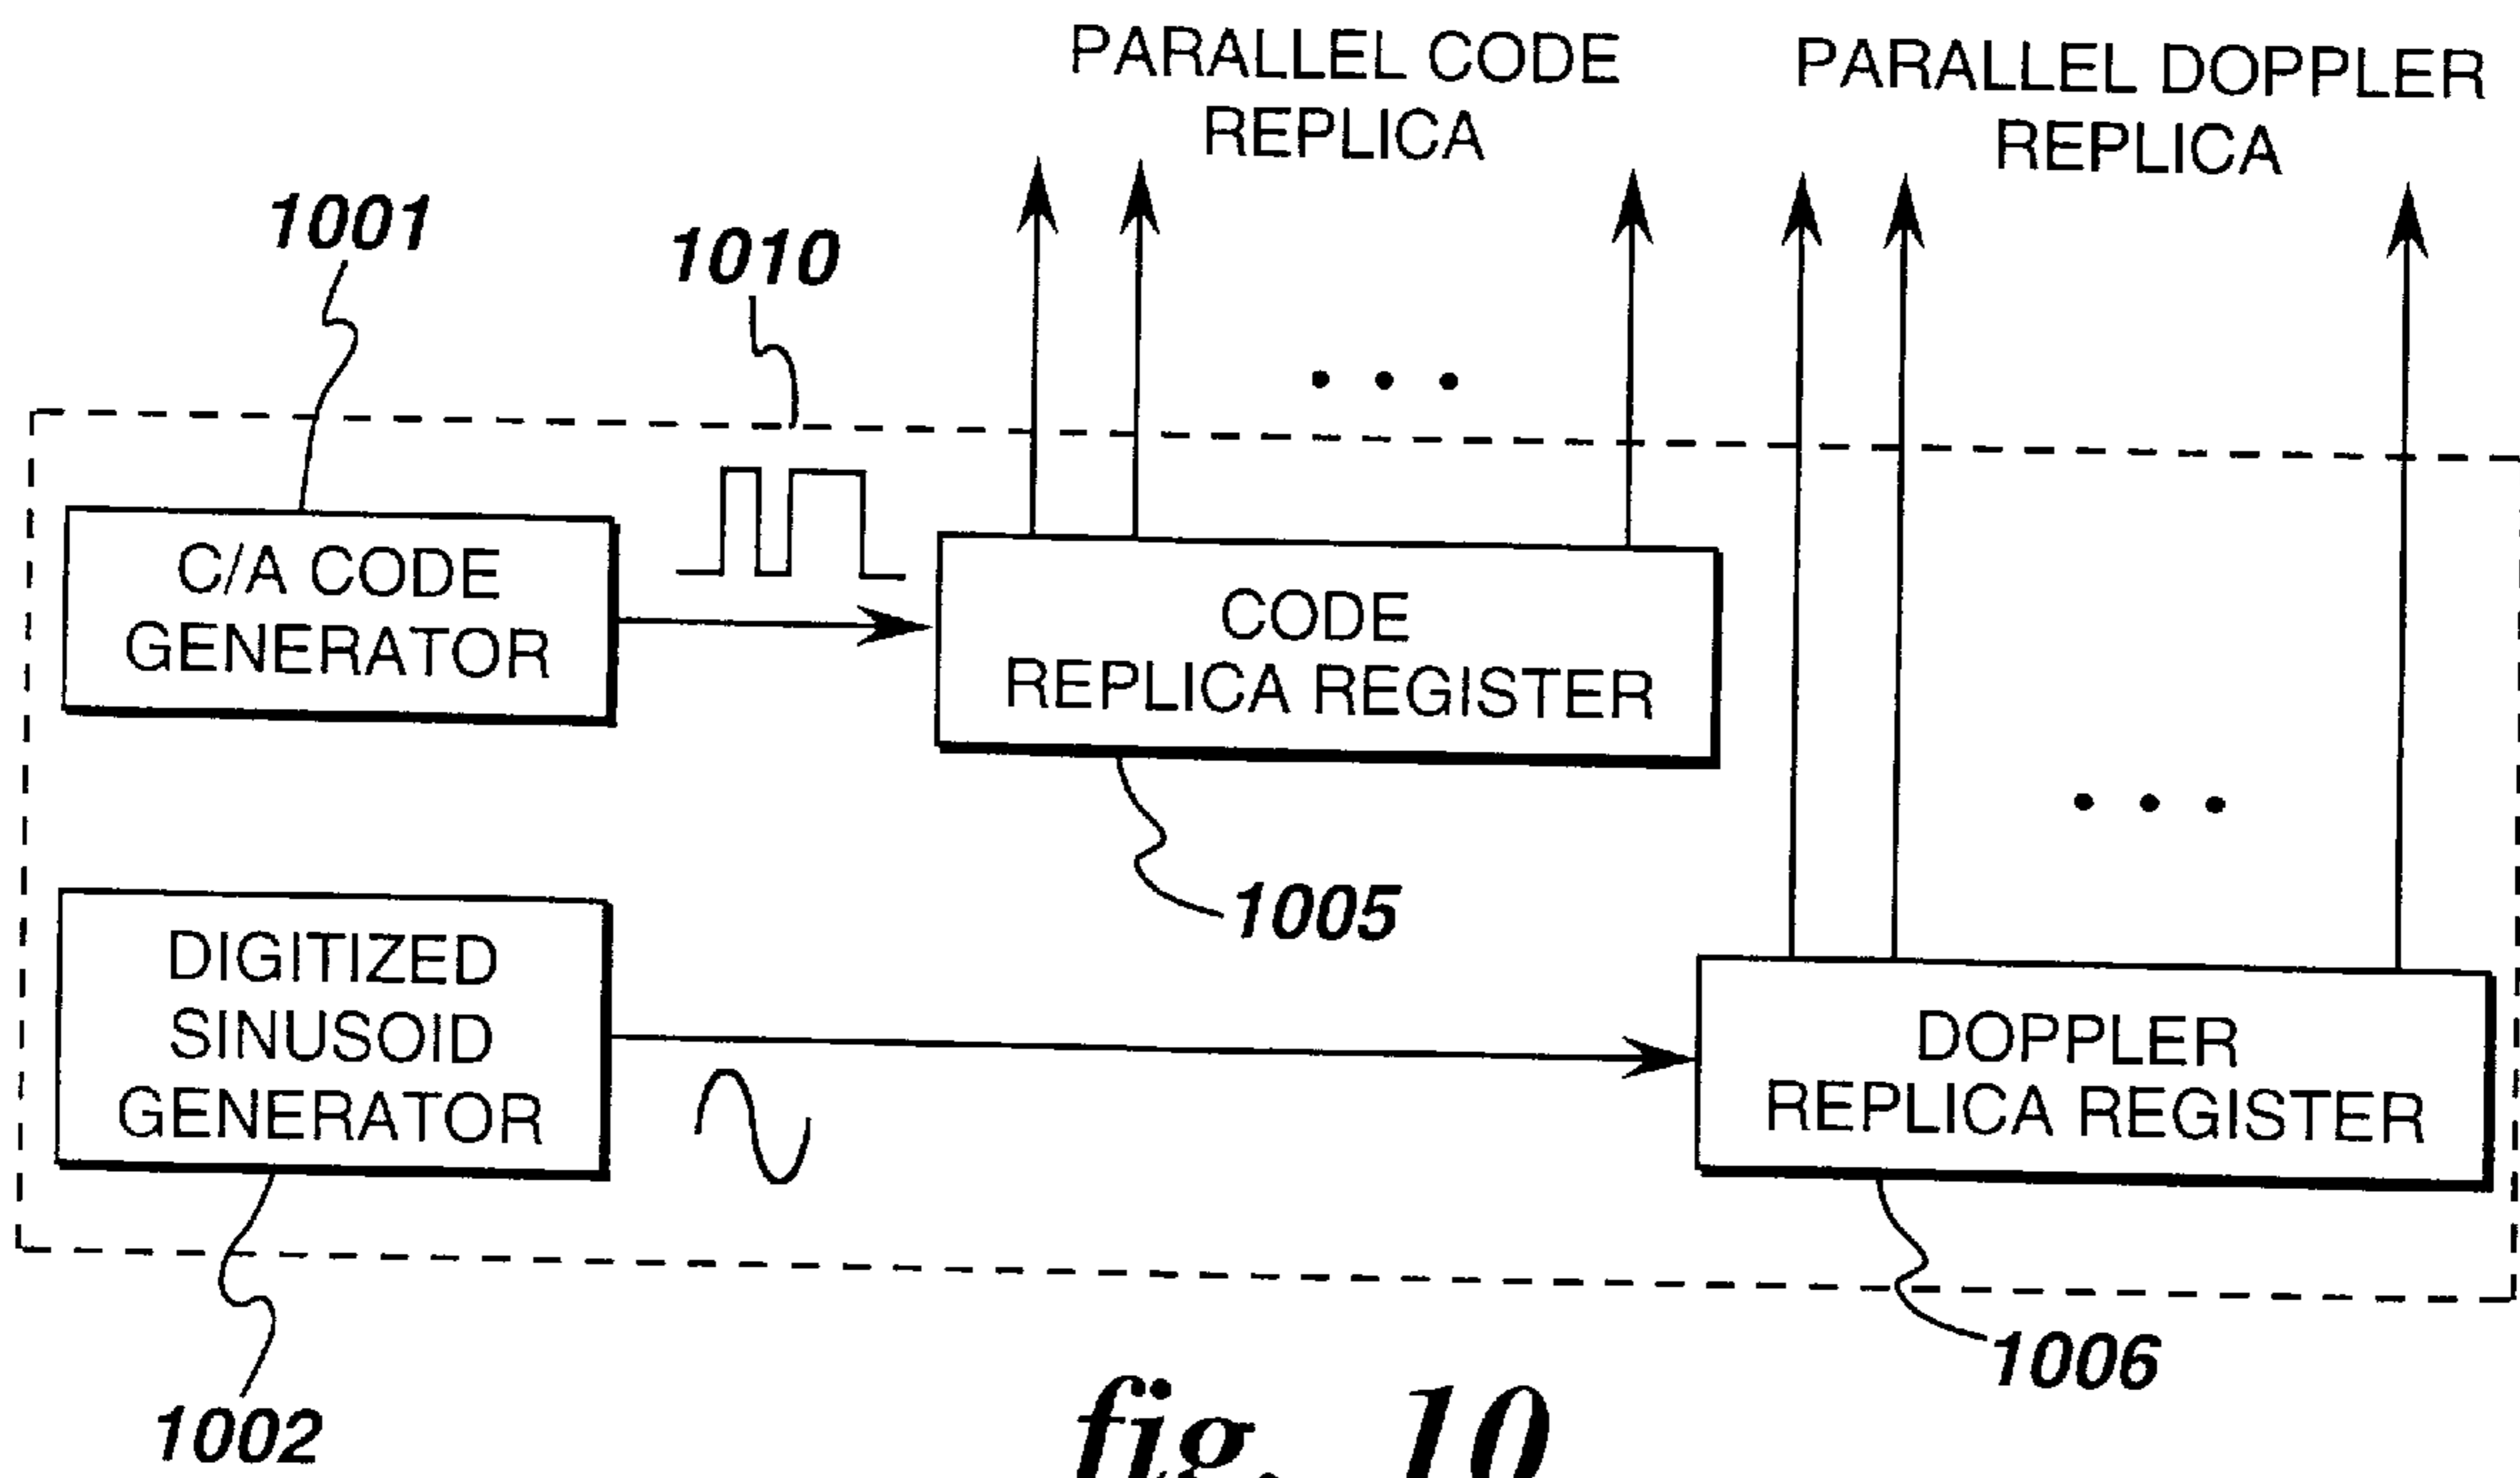 PARALLEL CODE
REPLICA
PARALLEL DOPPLER
REPLICA
1001
1010
C/A CODE
GENERATOR
CODE
REPLICA REGISTER
1005
DIGITIZED
SINUSOID
GENERATOR
DOPPLER
REPLICA REGISTER
1006
1002
fig. 10